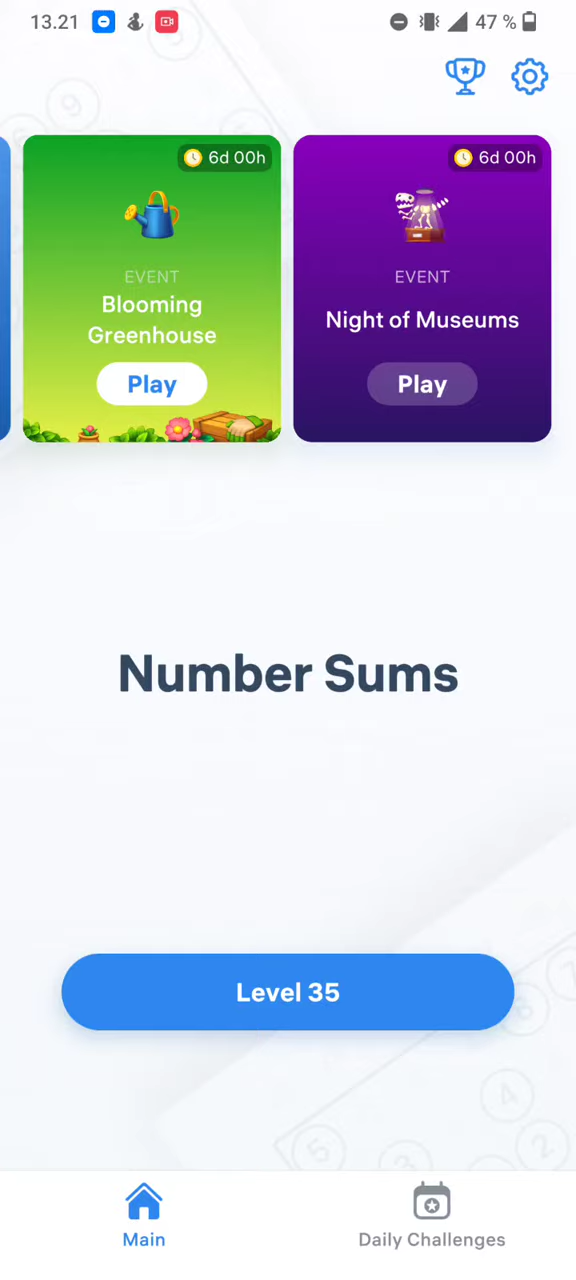 13.21
47 %
6d 00h
EVENT
Blooming
Greenhouse
Play
6d 00h
EVENT
Night of Museums
Play
Number Sums
Level 35
Main
Daily Challenges